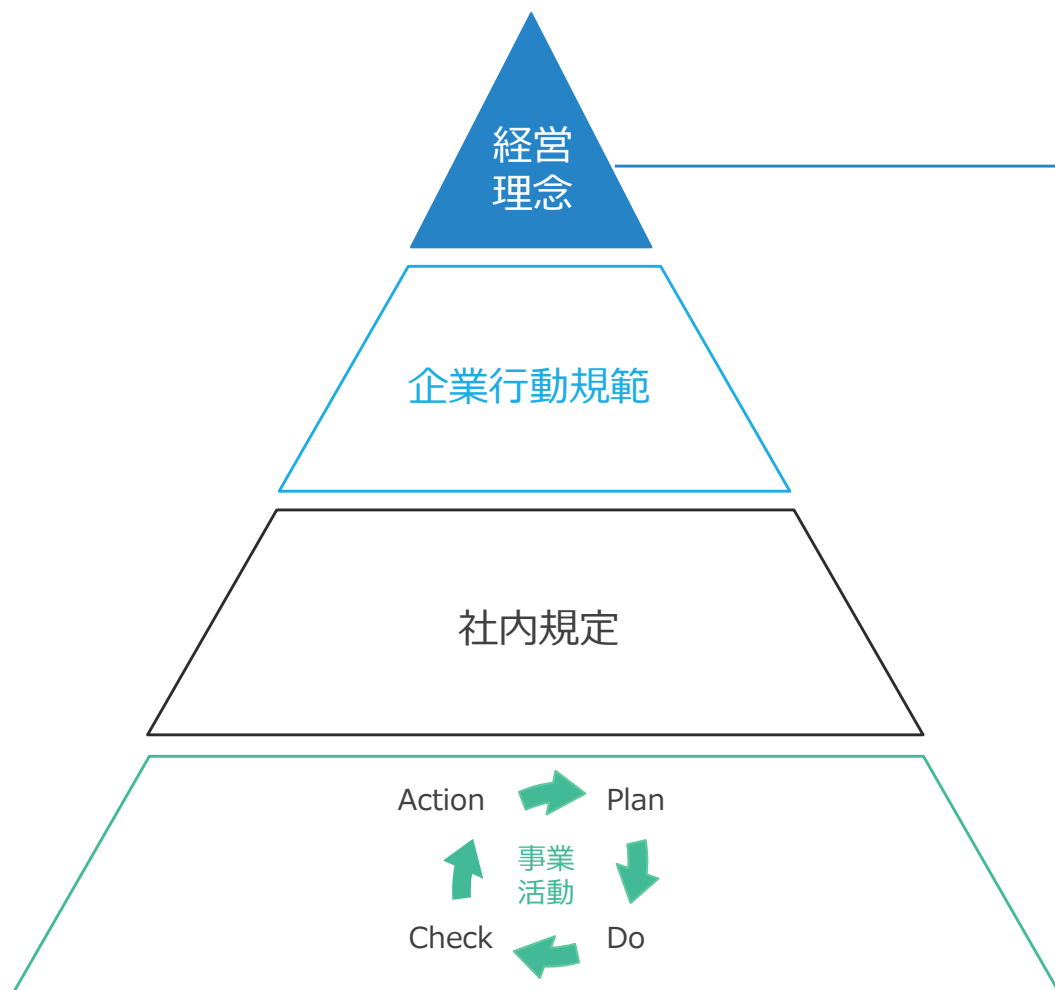 経営
理念
企業行動規範
社内規定
Action
Plan
事業
活動
Check
Do